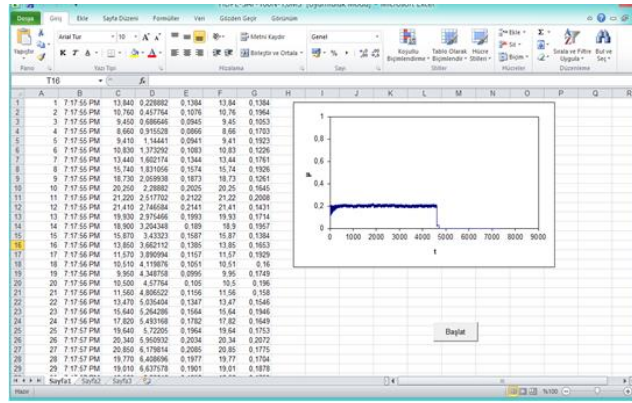 Dosya Giriş Ekle Sayfa Düzeni Formüller Veri Gözden Geçir Görünüm
Arial Tur 10 Metni Kaydır Genel
Yapıştır Birleştir ve Ortala Koşullu Biçimlendirme Tablo Olarak Biçimlendir Hücre Stilleri Ekle Sil Biçim Sırala ve Filtre Uygula Bul ve Seç
Pano Yazı Tipi Hizalama Sayı Stiller Hücreler Düzenleme
T16 fx
A B C D E F G H I J K L M N O P Q R
1 1 7:17:55 PM 13,840 0,228882 0,1384 13,84 0,1384
2 2 7:17:55 PM 10,760 0,457764 0,1076 10,76 0,1964
3 3 7:17:55 PM 9,450 0,686646 0,0945 9,45 0,1053
4 4 7:17:55 PM 8,660 0,915528 0,0866 8,66 0,1703
5 5 7:17:55 PM 9,410 1,14441 0,0941 9,41 0,1923
6 6 7:17:55 PM 10,830 1,373292 0,1083 10,83 0,1226
7 7 7:17:55 PM 13,440 1,602174 0,1344 13,44 0,1761
8 8 7:17:55 PM 15,740 1,831056 0,1574 15,74 0,1926
9 9 7:17:55 PM 18,730 2,059938 0,1873 18,73 0,1261
10 10 7:17:55 PM 20,250 2,28882 0,2025 20,25 0,1645
11 11 7:17:55 PM 21,220 2,517702 0,2122 21,22 0,2008
12 12 7:17:55 PM 21,410 2,746584 0,2141 21,41 0,1431
13 13 7:17:55 PM 19,930 2,975466 0,1993 19,93 0,1714
14 14 7:17:55 PM 18,900 3,204348 0,189 18,9 0,1957
15 15 7:17:55 PM 15,870 3,43323 0,1587 15,87 0,1384
16 16 7:17:55 PM 13,850 3,662112 0,1385 13,85 0,1653
17 17 7:17:55 PM 11,570 3,890994 0,1157 11,57 0,1929
18 18 7:17:56 PM 10,510 4,119876 0,1051 10,51 0,16
19 19 7:17:56 PM 9,950 4,348758 0,0995 9,95 0,1749
20 20 7:17:56 PM 10,500 4,57764 0,105 10,5 0,196
21 21 7:17:56 PM 11,560 4,806522 0,1156 11,56 0,158
22 22 7:17:56 PM 13,470 5,035404 0,1347 13,47 0,1546
23 23 7:17:56 PM 15,640 5,264286 0,1564 15,64 0,1946
24 24 7:17:56 PM 17,820 5,493168 0,1782 17,82 0,1649
25 25 7:17:56 PM 19,640 5,72205 0,1964 19,64 0,1753
26 26 7:17:56 PM 20,340 5,950932 0,2034 20,34 0,2072
27 27 7:17:56 PM 20,850 6,179814 0,2085 20,85 0,1775
28 28 7:17:57 PM 19,770 6,408696 0,1977 19,77 0,1704
29 29 7:17:57 PM 19,010 6,637578 0,1901 19,01 0,1878
1
0,8
0,6
P
0,4
0,2
0
0 1000 2000 3000 4000 5000 6000 7000 8000 9000
t
Başlat
Sayfa1 Sayfa2 Sayfa3
Hazır %100